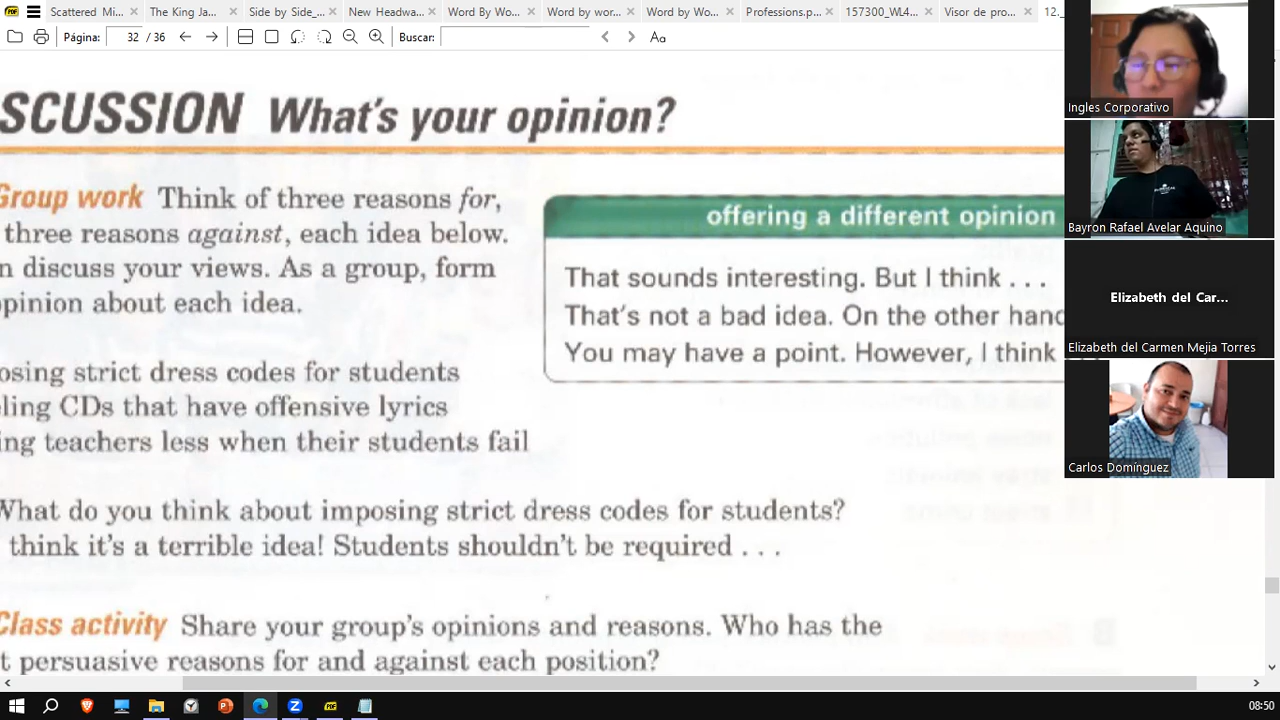 Scattered Mi...
The King Ja...
Side by Side_...
New Headwa...
Word By Wo...
Word by wor...
Word by Wo...
Professions.p...
157300_WL4...
Visor de pro...
12._
Página: 32 / 36
Buscar:
Aa
SCUSSION What's your opinion?
Group work Think of three reasons for,
three reasons against, each idea below.
n discuss your views. As a group, form
opinion about each idea.
osing strict dress codes for students
eling CDs that have offensive lyrics
ing teachers less when their students fail
offering a different opinion
That sounds interesting. But I think . . .
That's not a bad idea. On the other hand
You may have a point. However, I think
What do you think about imposing strict dress codes for students?
think it's a terrible idea! Students shouldn't be required . . .
Class activity Share your group's opinions and reasons. Who has the
t persuasive reasons for and against each position?
Ingles Corporativo
Bayron Rafael Avelar Aquino
Elizabeth del Car...
Elizabeth del Carmen Mejia Torres
Carlos Domínguez
08:50